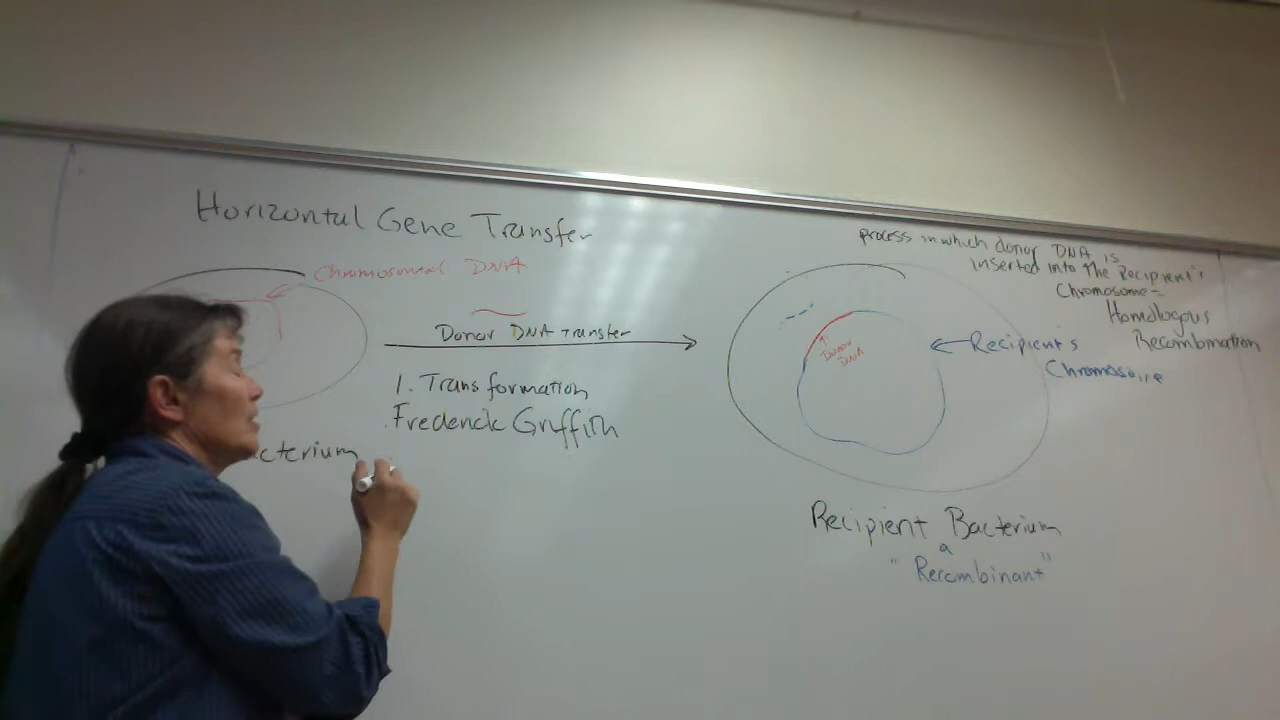 Horizontal Gene Transfer
Chromosomal DNA
Donor DNA transfer
1. Transformation
Frederick Griffith
cterium
process in which donor DNA is
inserted into the Recipient's
Chromosome =
Homologous
Recombination
Donor
DNA
Recipient's
Chromosome
Recipient Bacterium
a
"Recombinant"